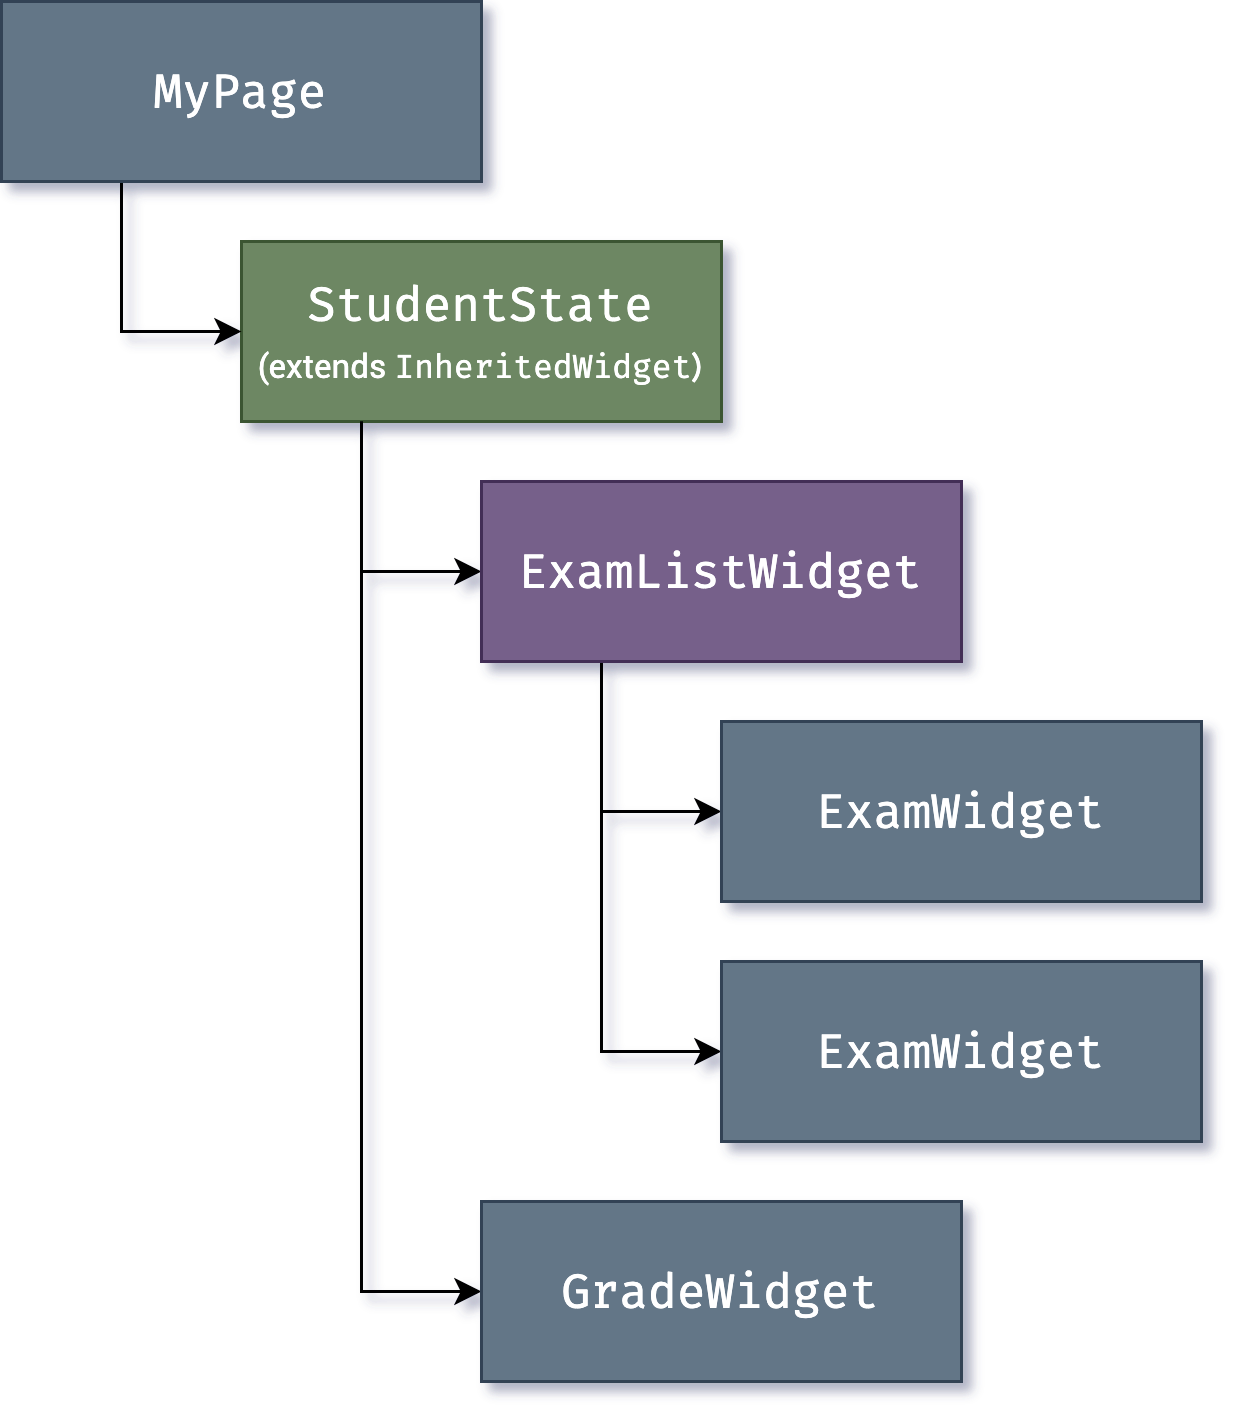 MyPage
StudentState
(extends InheritedWidget)
ExamListWidget
ExamWidget
ExamWidget
GradeWidget